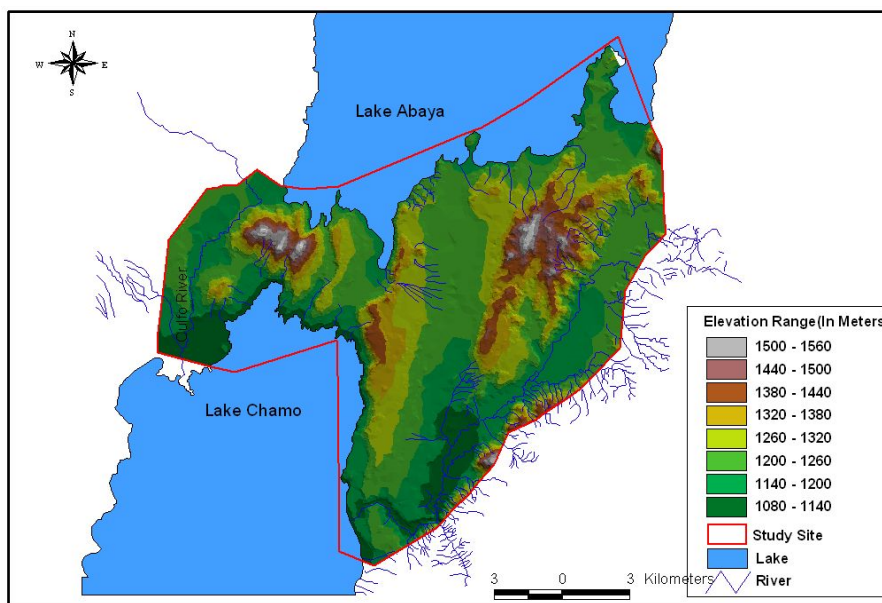 N
W E
S
Lake Abaya
Culfo River
Lake Chamo
Elevation Range(In Meters
1500 - 1560
1440 - 1500
1380 - 1440
1320 - 1380
1260 - 1320
1200 - 1260
1140 - 1200
1080 - 1140
Study Site
Lake
River
3 0 3 Kilometers